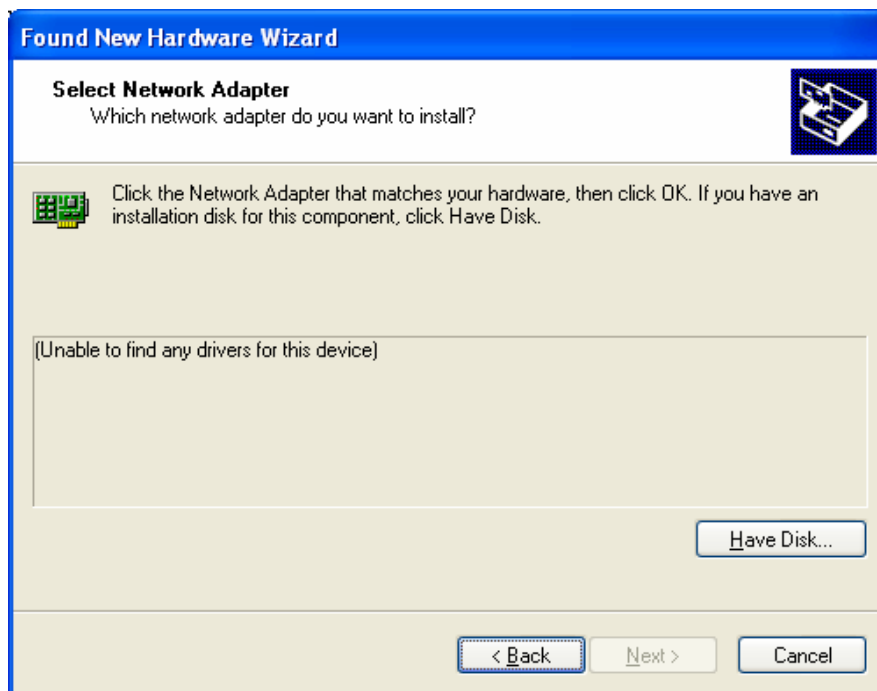 Found New Hardware Wizard
Select Network Adapter
Which network adapter do you want to install?
Click the Network Adapter that matches your hardware, then click OK. If you have an
installation disk for this component, click Have Disk.
(Unable to find any drivers for this device)
Have Disk...
< Back
Next >
Cancel